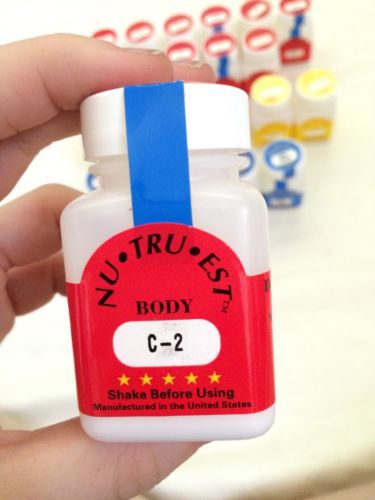 NU•TRU•EST™
BODY
C-2
Shake Before Using
Manufactured in the United States